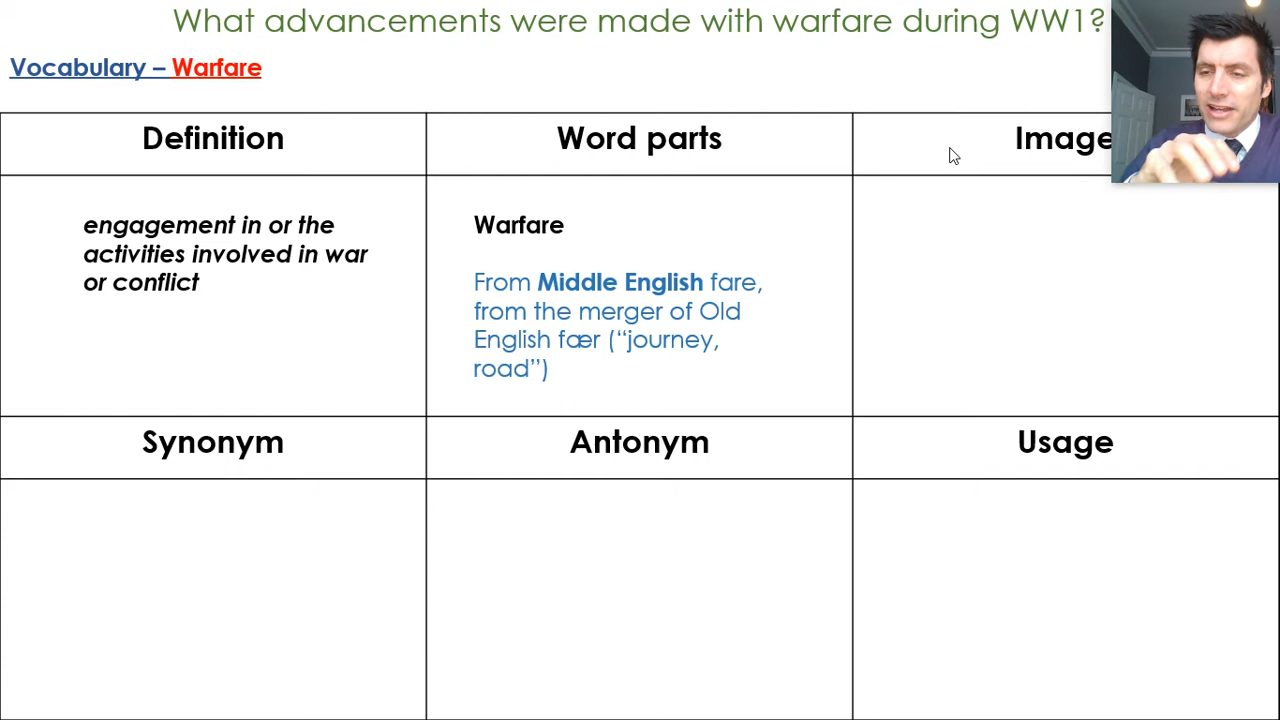 What advancements were made with warfare during WW1?
Vocabulary – Warfare
Definition
Word parts
Image
engagement in or the
activities involved in war
or conflict
Warfare
From Middle English fare,
from the merger of Old
English fær (“journey,
road”)
Synonym
Antonym
Usage